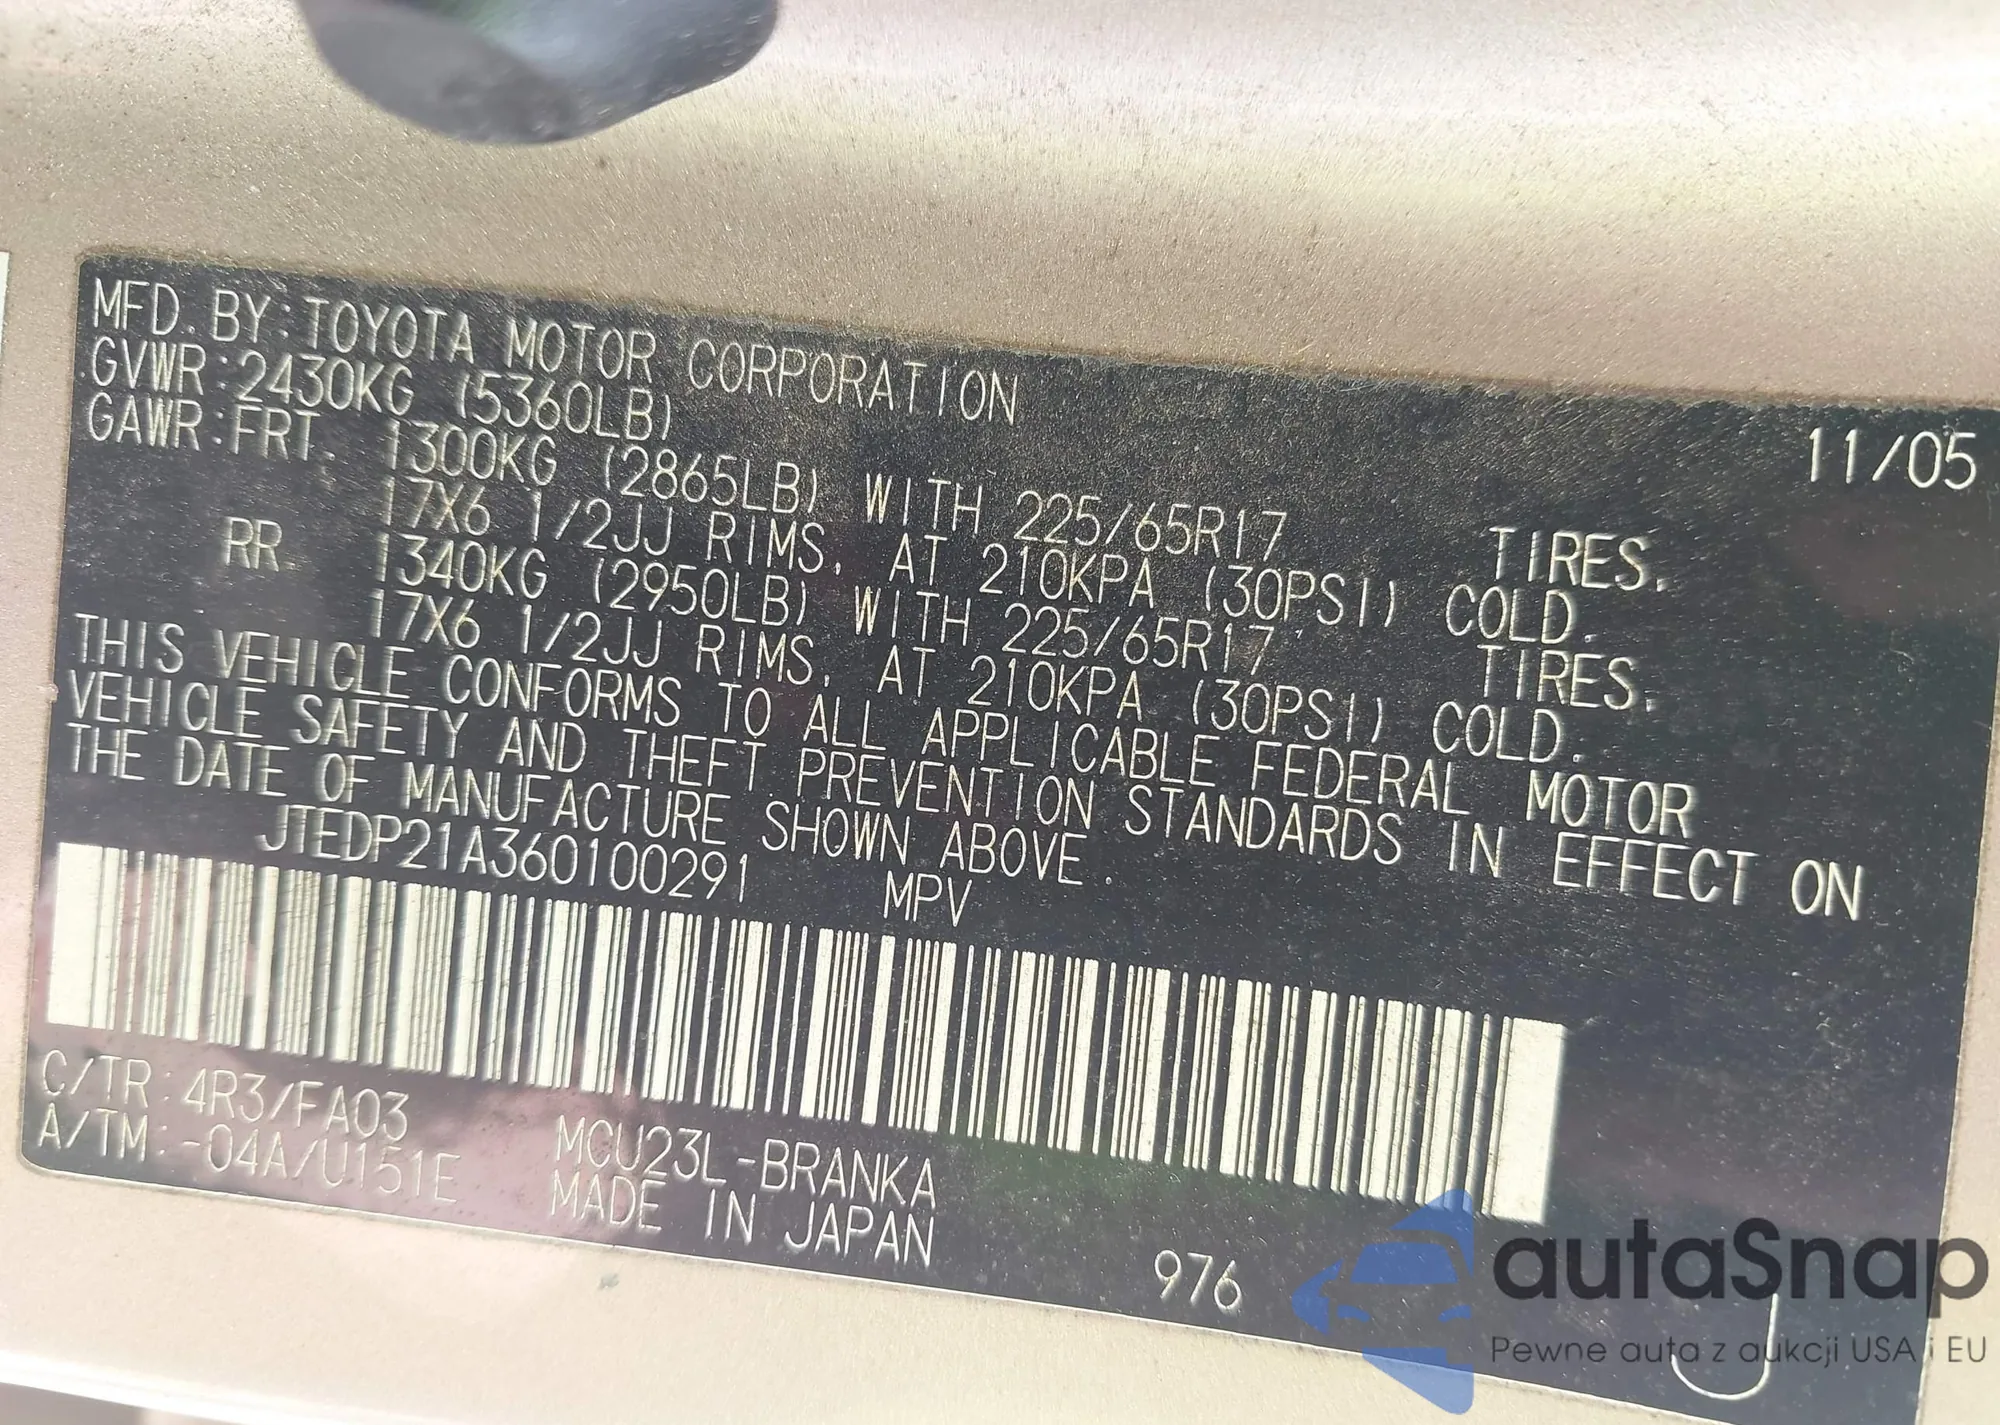 MFD. BY:TOYOTA MOTOR CORPORATION 11/05
GVWR:2430KG (5360LB)
GAWR:FRT. 1300KG (2865LB) WITH 225/65R17 TIRES,
17X6 1/2JJ RIMS, AT 210KPA (30PSI) COLD.
RR. 1340KG (2950LB) WITH 225/65R17, TIRES,
17X6 1/2JJ RIMS, AT 210KPA (30PSI) COLD.
THIS VEHICLE CONFORMS TO ALL APPLICABLE FEDERAL MOTOR
VEHICLE SAFETY AND THEFT PREVENTION STANDARDS IN EFFECT ON
THE DATE OF MANUFACTURE SHOWN ABOVE.
JTEDP21A360100291 MPV
C/TR:4R3/FA03
A/TM:-04A/U151E
MCU23L-BRANKA
MADE IN JAPAN
976
J
autaSnap
Pewne auta z aukcji USA i EU